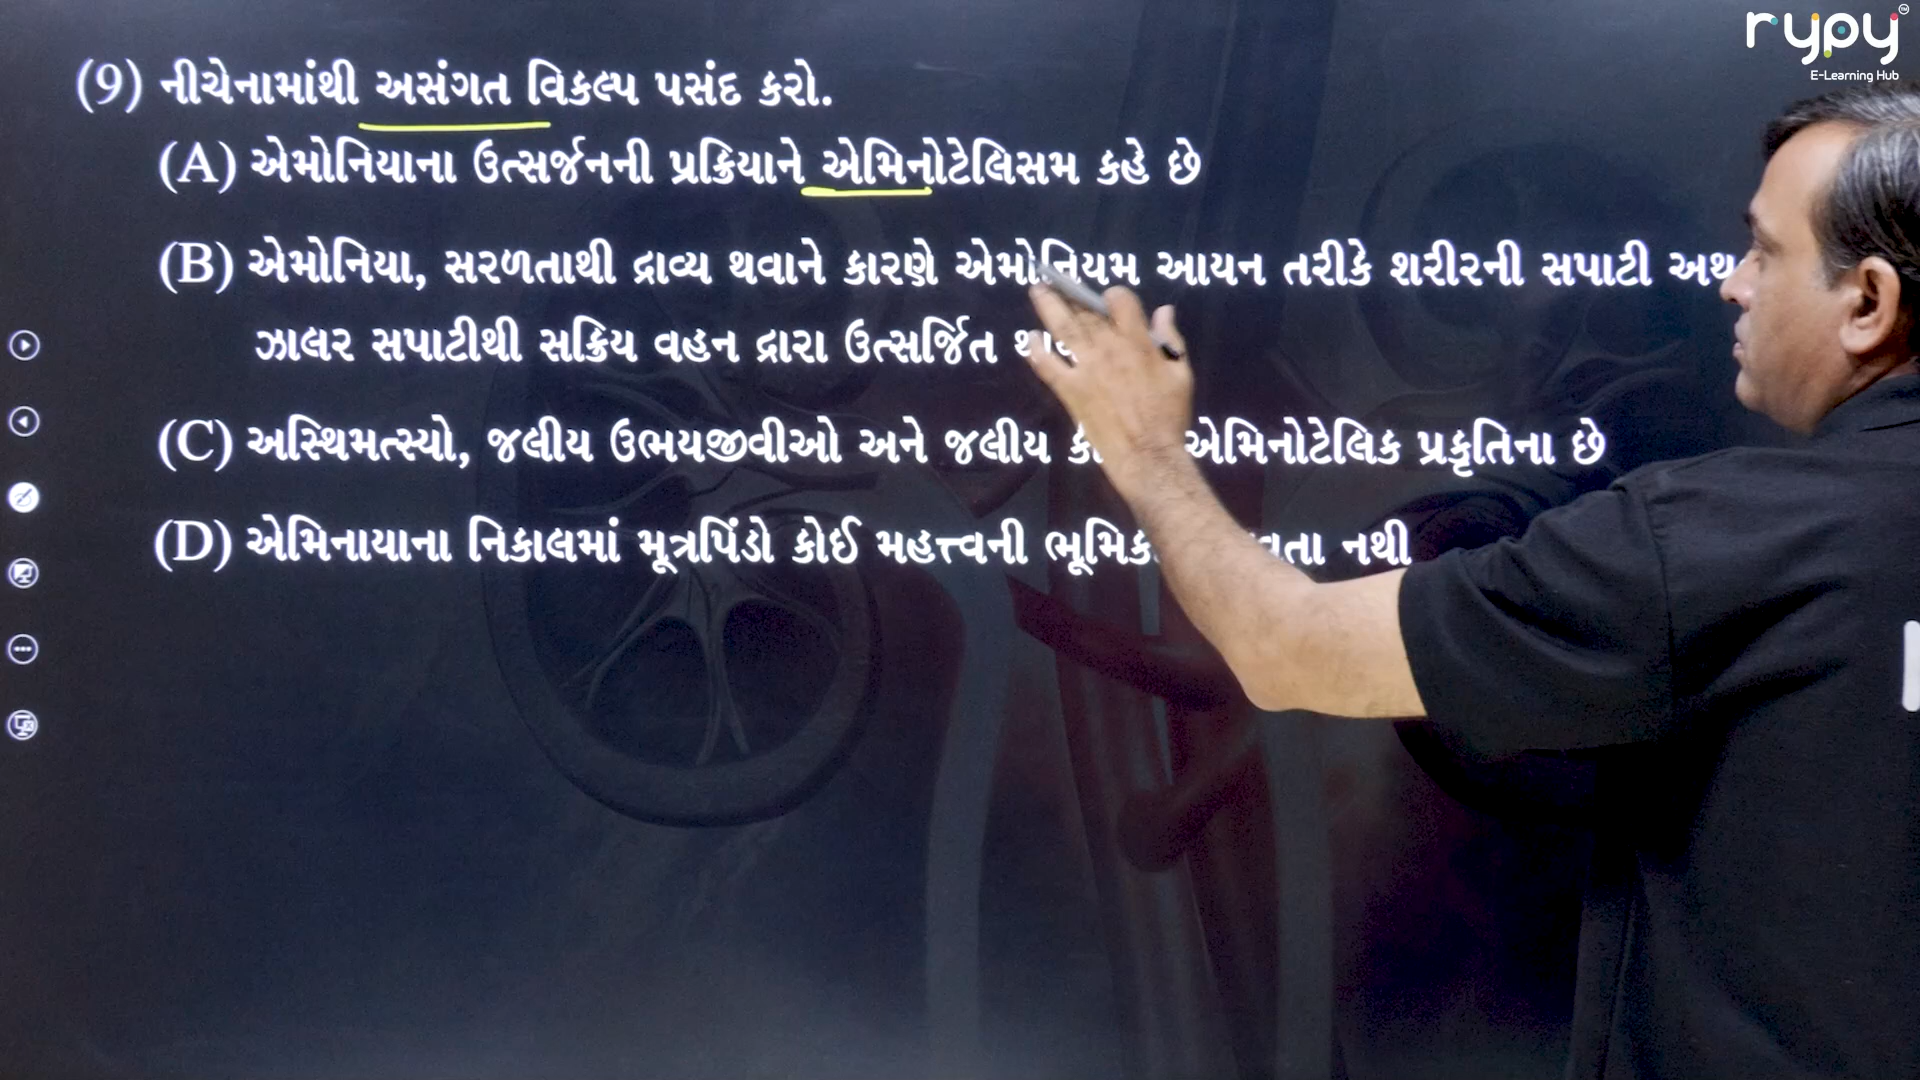 rypy
E-Learning Hub
(9) નીચેનામાંથી અસંગત વિકલ્પ પસંદ કરો.
(A) એમોનિયાના ઉત્સર્જનની પ્રક્રિયાને એમિનોટેલિસમ કહે છે
(B) એમોનિયા, સરળતાથી દ્રાવ્ય થવાને કારણે એમોનિયમ આયન તરીકે શરીરની સપાટી
ઝાલર સપાટીથી સક્રિય વહન દ્રારા ઉત્સર્જિત
(C) અસ્થિમત્સ્યો, જલીય ઉભયજીવીઓ અને જલીય એમિનોટેલિક પ્રકૃતિના છે
(D) એમિનાયાના નિકાલમાં મૂત્રપિંડો કોઈ મહત્ત્વની નથી